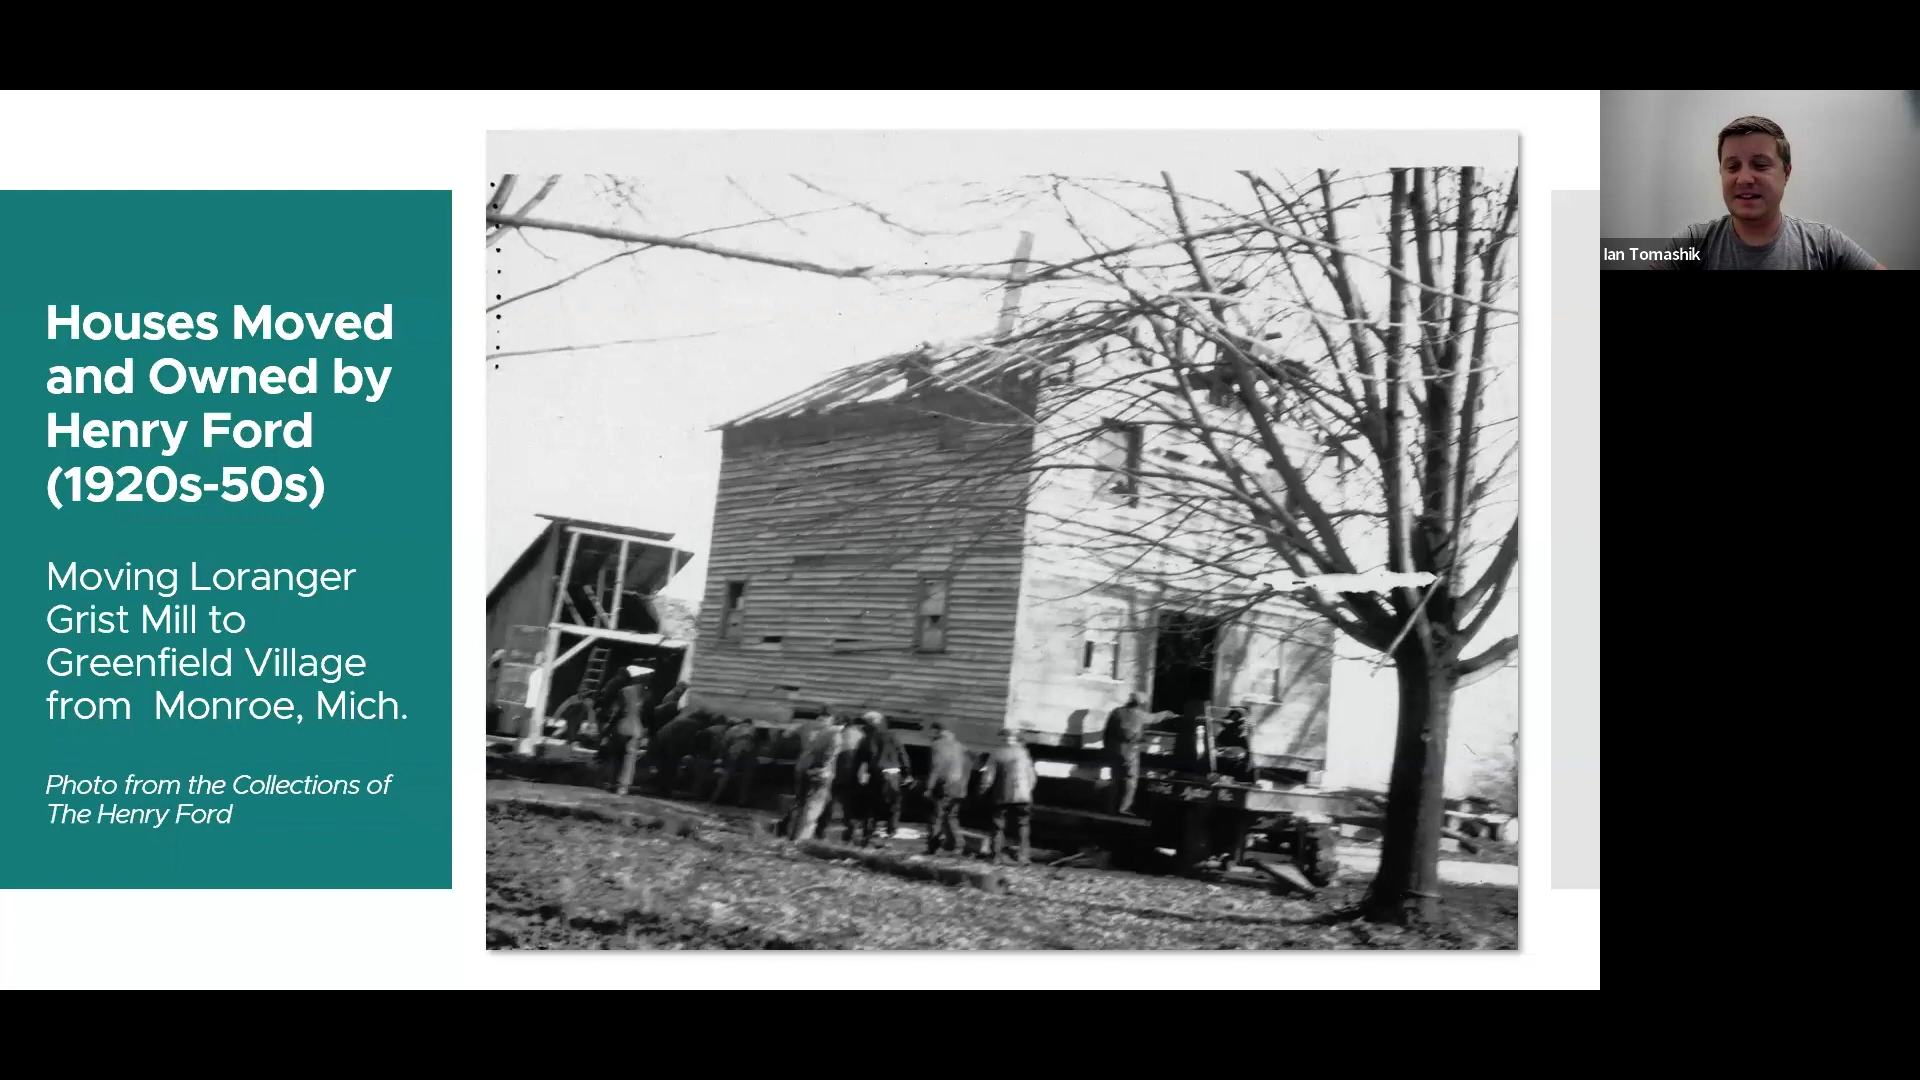 Houses Moved
and Owned by
Henry Ford
(1920s-50s)
Moving Loranger
Grist Mill to
Greenfield Village
from  Monroe, Mich.
Photo from the Collections of
The Henry Ford
Ian Tomashik